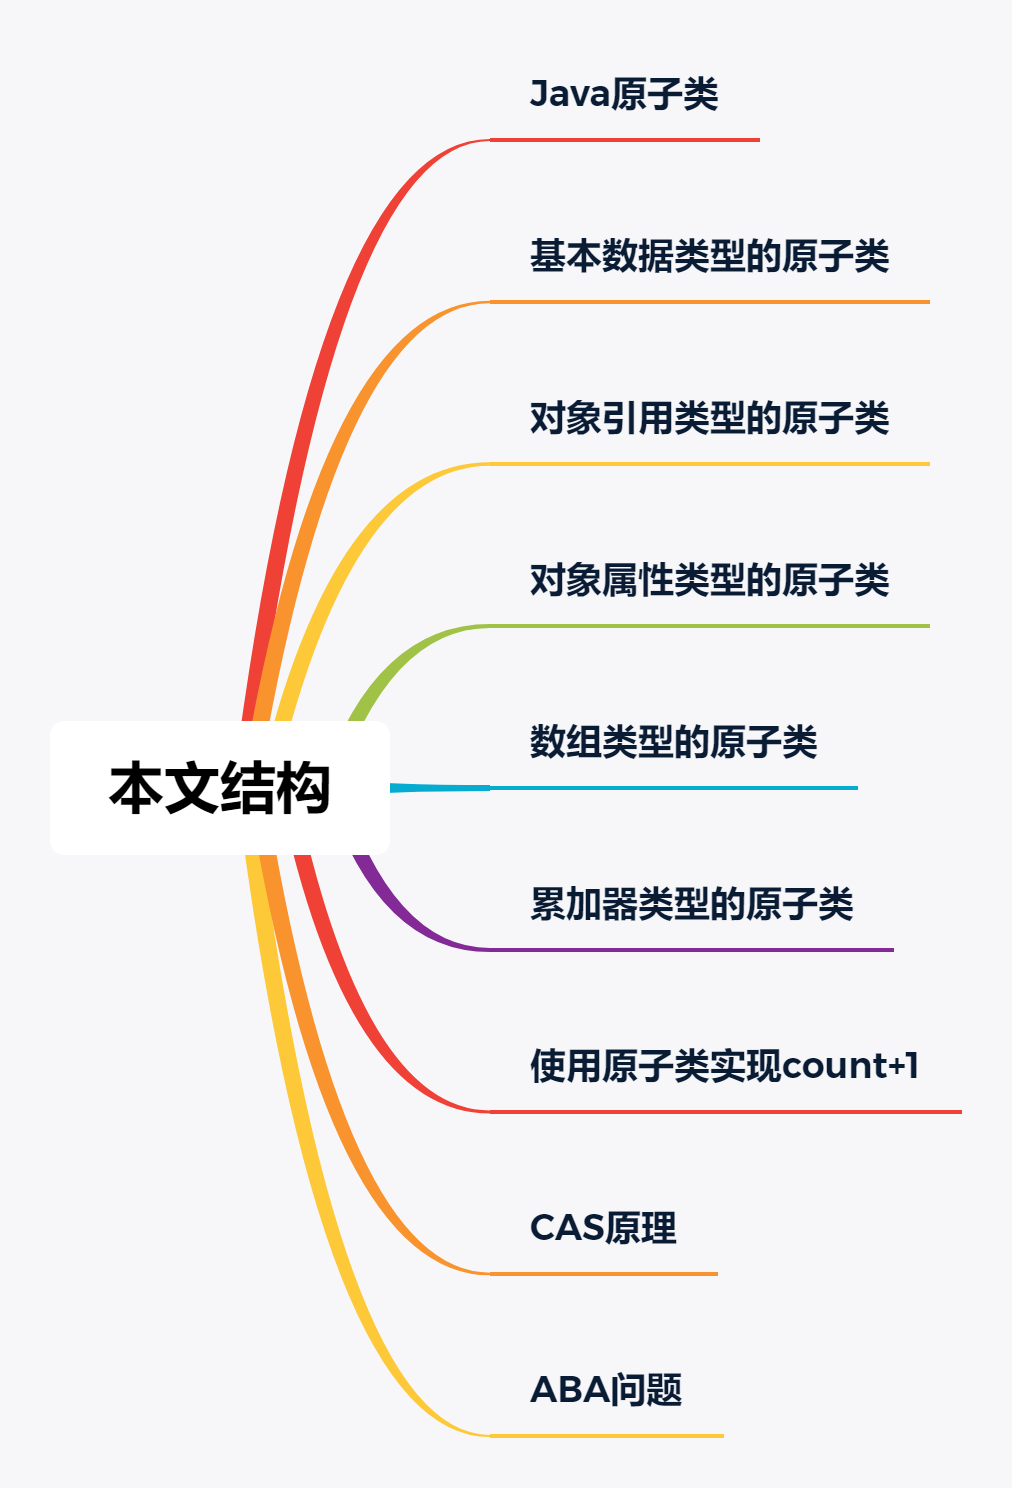 Java原子类
基本数据类型的原子类
对象引用类型的原子类
对象属性类型的原子类
数组类型的原子类
本文结构
累加器类型的原子类
使用原子类实现count+1
CAS原理
ABA问题